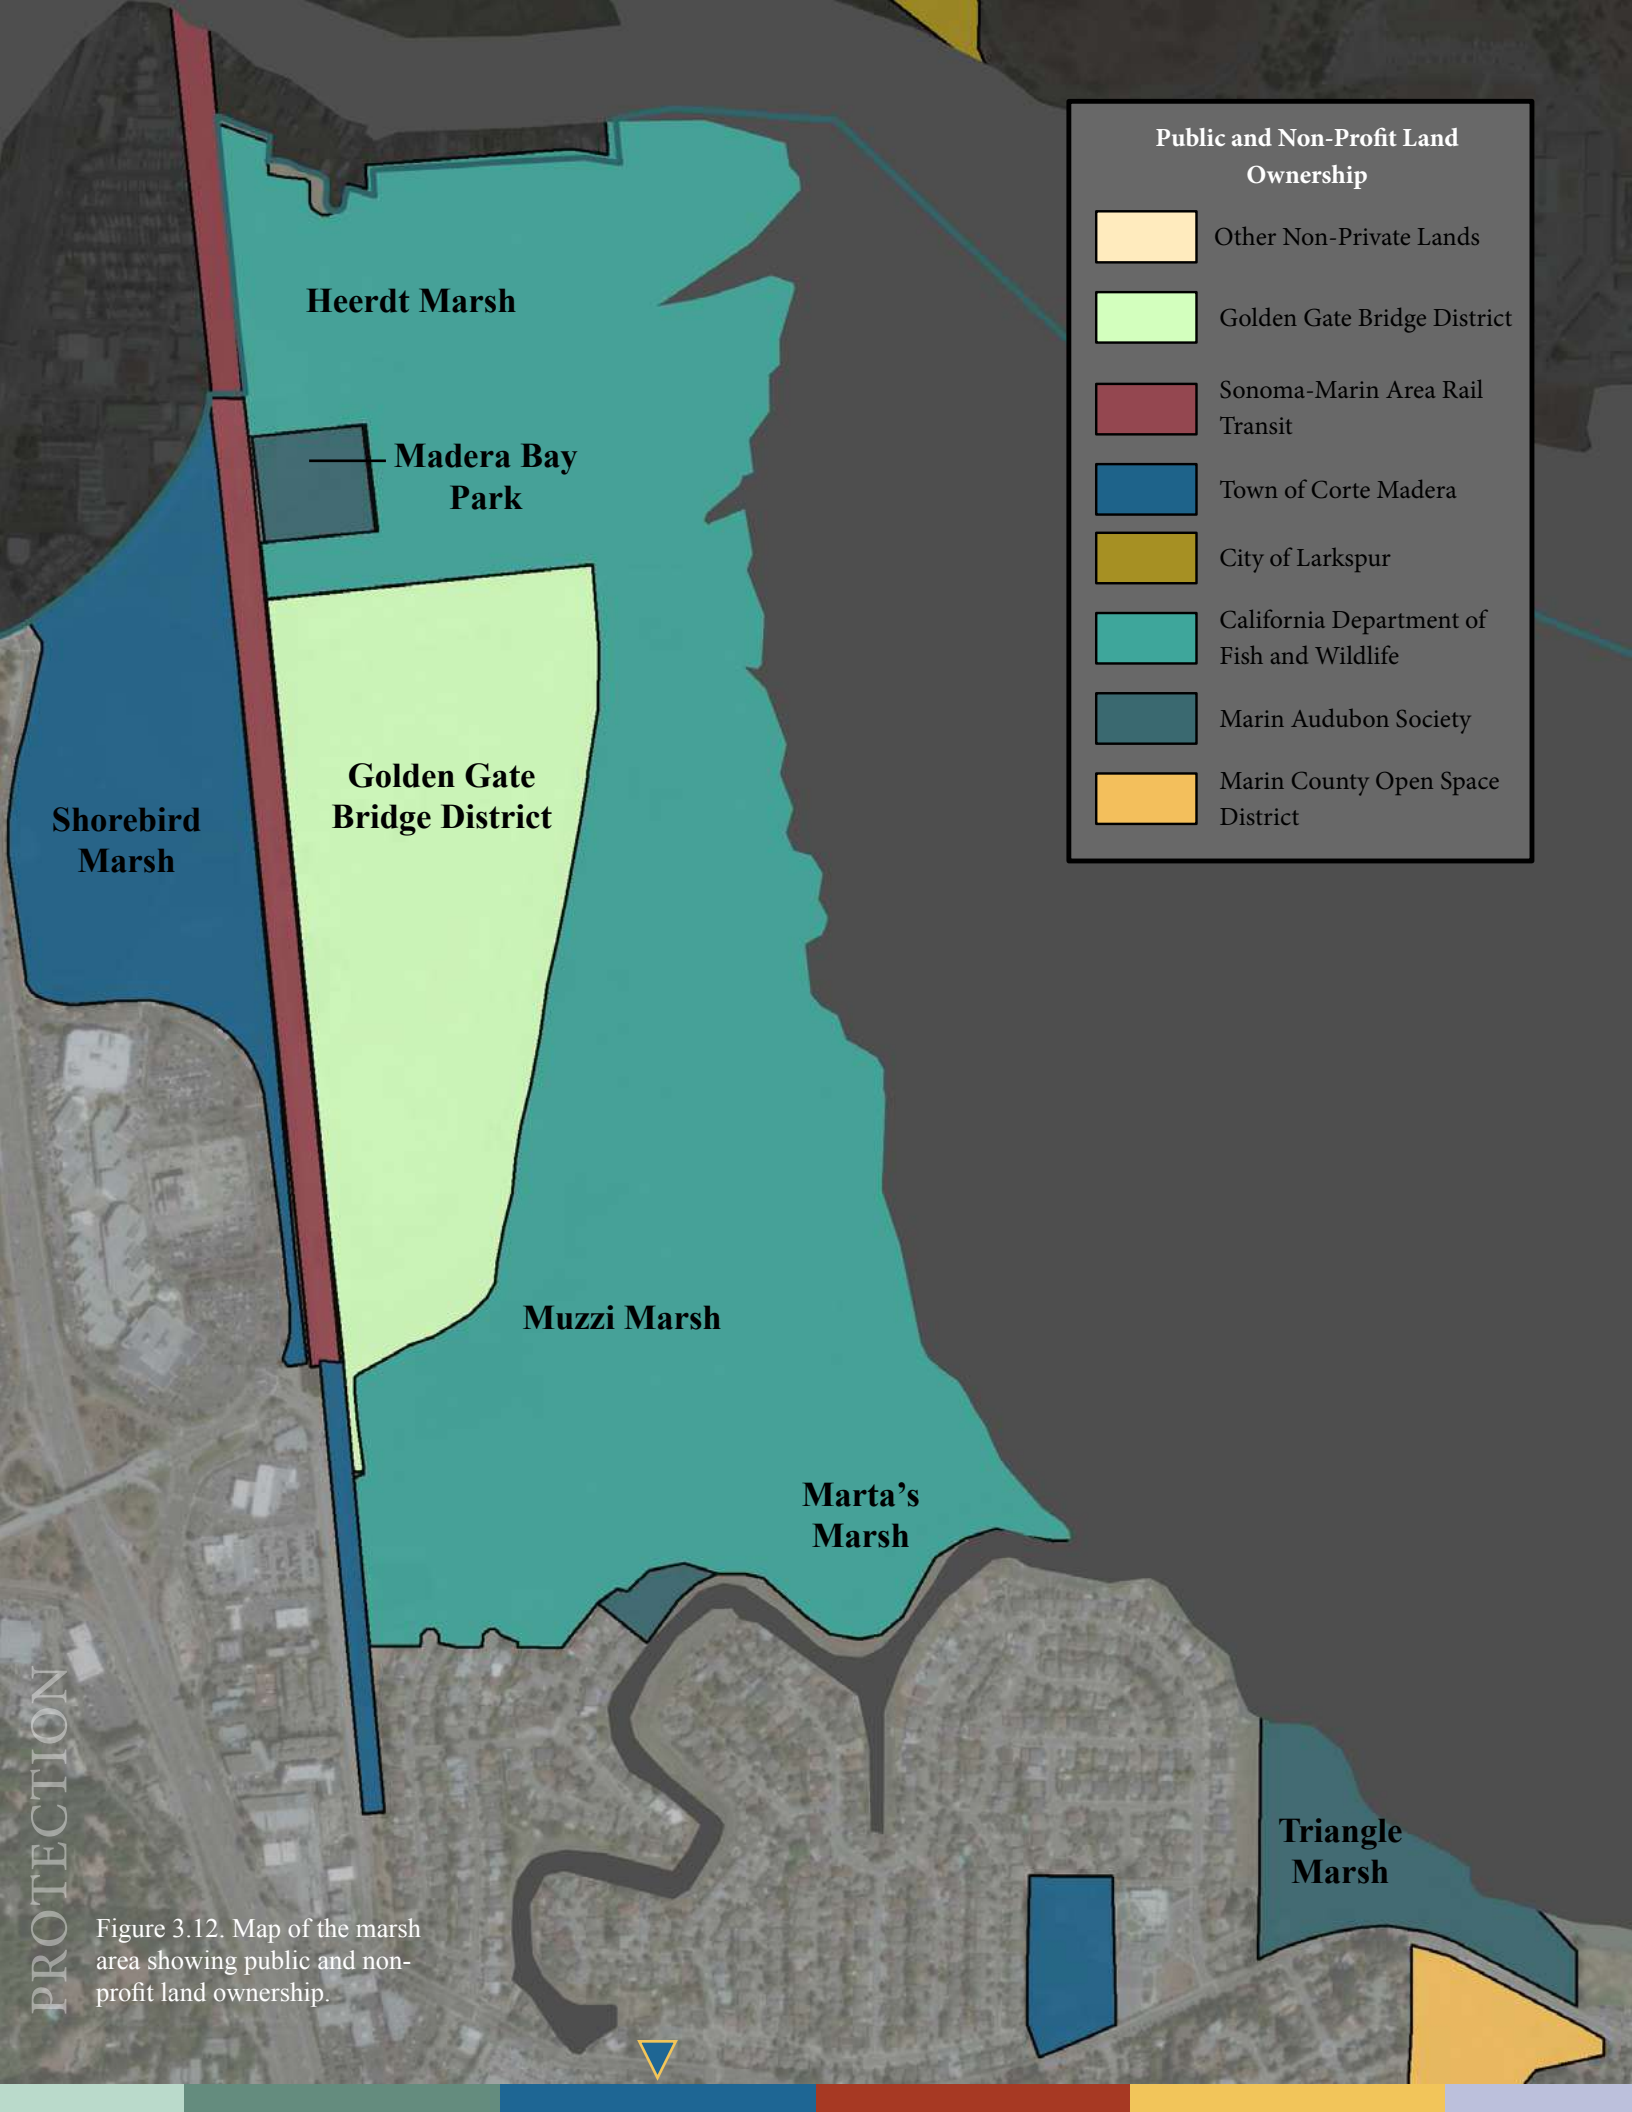 Public and Non-Profit Land
Ownership
Other Non-Private Lands
Golden Gate Bridge District
Sonoma-Marin Area Rail
Transit
Town of Corte Madera
City of Larkspur
California Department of
Fish and Wildlife
Marin Audubon Society
Marin County Open Space
District
Heerdt Marsh
Madera Bay
Park
Golden Gate
Bridge District
Shorebird
Marsh
Muzzi Marsh
Marta’s
Marsh
Triangle
Marsh
PROTECTION
Figure 3.12. Map of the marsh
area showing public and non-
profit land ownership.